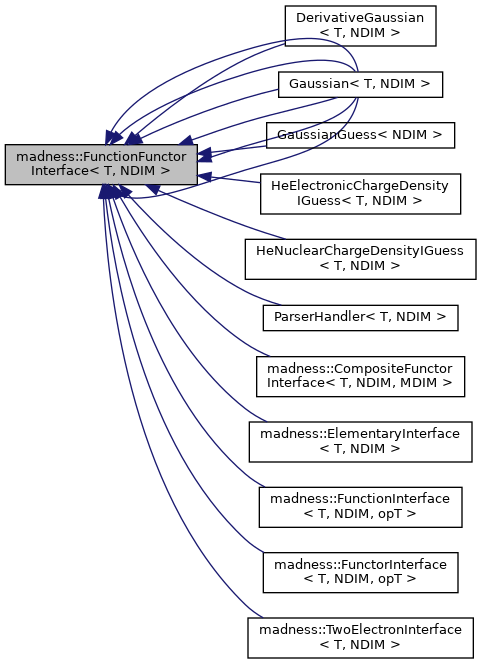 DerivativeGaussian
< T, NDIM >
Gaussian< T, NDIM >
GaussianGuess< NDIM >
madness::FunctionFunctor
Interface< T, NDIM >
HeElectronicChargeDensity
IGuess< T, NDIM >
HeNuclearChargeDensityIGuess
< T, NDIM >
ParserHandler< T, NDIM >
madness::CompositeFunctor
Interface< T, NDIM, MDIM >
madness::ElementaryInterface
< T, NDIM >
madness::FunctionInterface
< T, NDIM, opT >
madness::FunctorInterface
< T, NDIM, opT >
madness::TwoElectronInterface
< T, NDIM >